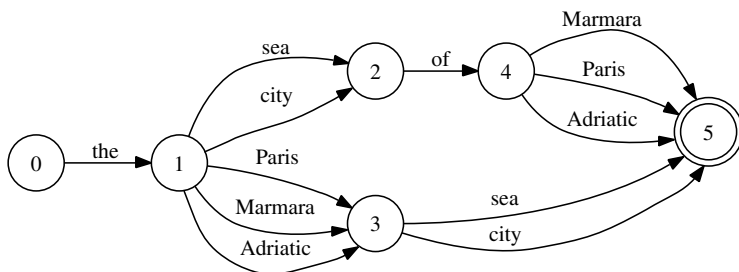 Marmara
sea
of
2
4
Paris
city
Adriatic
5
the
Paris
0
1
sea
Marmara
3
city
Adriatic